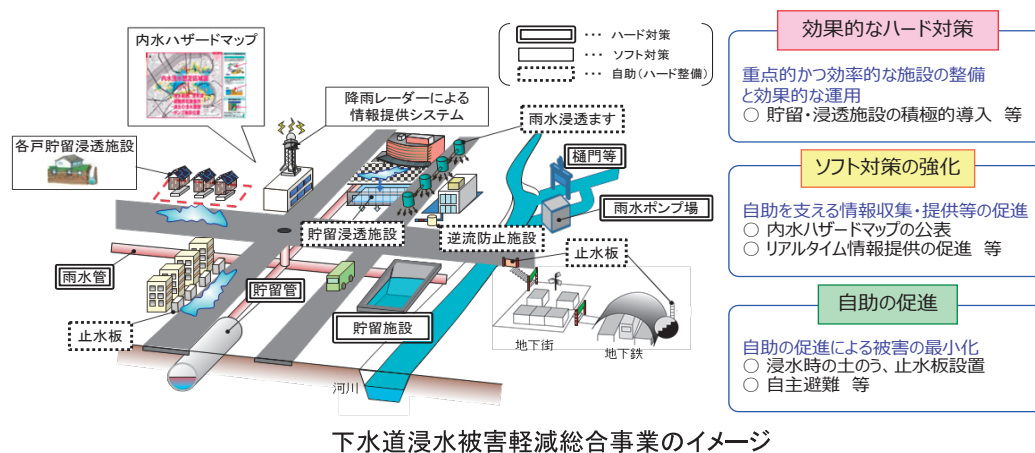 内水ハザードマップ
内水浸水想定区域図
各戸貯留浸透施設
降雨レーダーによる
情報提供システム
･･･ ハード対策
･･･ ソフト対策
･･･ 自助（ハード整備）
雨水浸透ます
樋門等
雨水ポンプ場
貯留浸透施設
逆流防止施設
止水板
雨水管
貯留管
貯留施設
止水板
地下街
地下鉄
河川
効果的なハード対策
重点的かつ効率的な施設の整備
と効果的な運用
○ 貯留・浸透施設の積極的導入 等
ソフト対策の強化
自助を支える情報収集・提供等の促進
○ 内水ハザードマップの公表
○ リアルタイム情報提供の促進 等
自助の促進
自助の促進による被害の最小化
○ 浸水時の土のう、止水板設置
○ 自主避難 等
下水道浸水被害軽減総合事業のイメージ